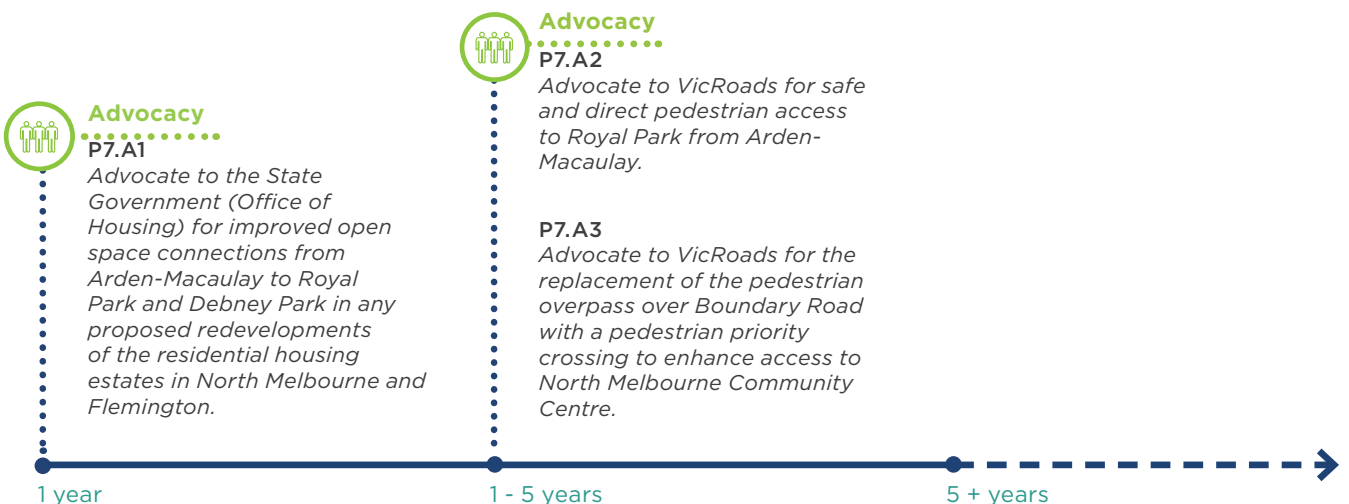 Advocacy
P7.A1
Advocate to the State
Government (Office of
Housing) for improved open
space connections from
Arden-Macaulay to Royal
Park and Debney Park in any
proposed redevelopments
of the residential housing
estates in North Melbourne and
Flemington.
Advocacy
P7.A2
Advocate to VicRoads for safe
and direct pedestrian access
to Royal Park from Arden-
Macaulay.
P7.A3
Advocate to VicRoads for the
replacement of the pedestrian
overpass over Boundary Road
with a pedestrian priority
crossing to enhance access to
North Melbourne Community
Centre.
1 year
1 - 5 years
5 + years